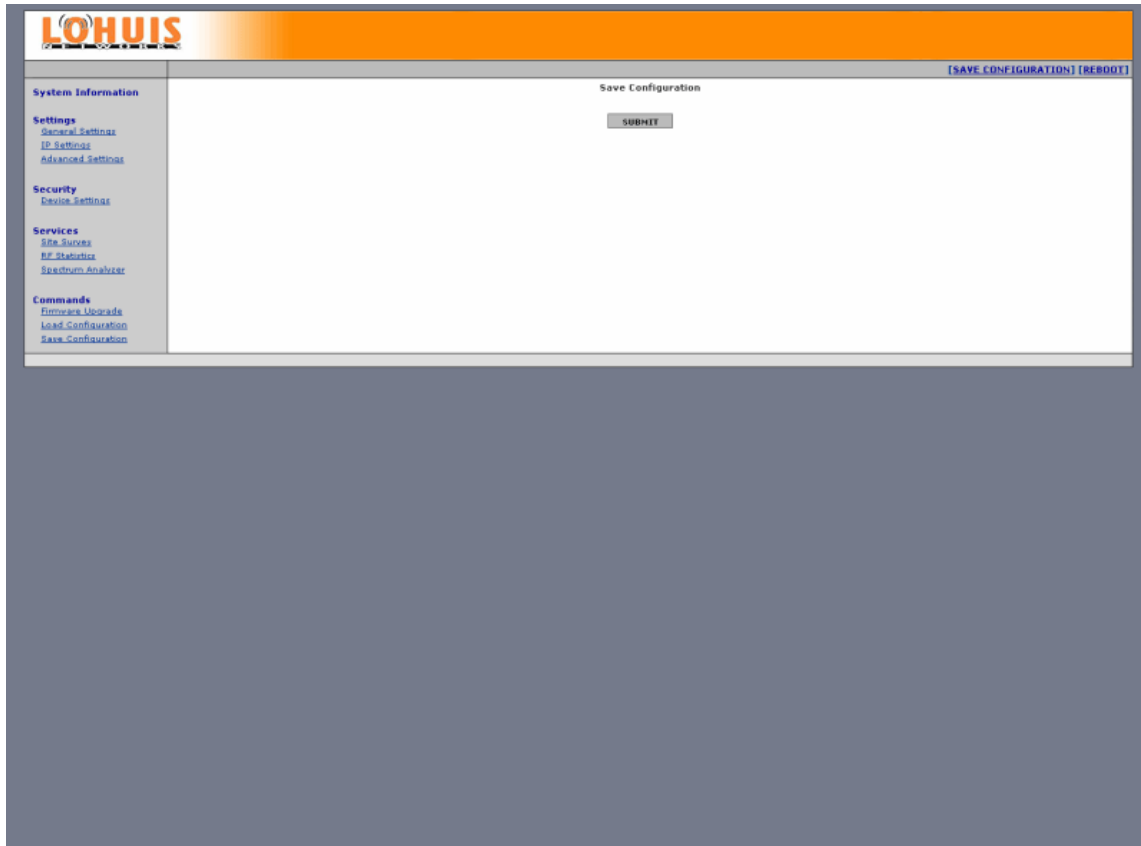 LOHUIS
NETWORKS
[SAVE CONFIGURATION] [REBOOT]
System Information
Settings
General Settings
IP Settings
Advanced Settings
Security
Device Settings
Services
Site Survey
RF Statistics
Spectrum Analyzer
Commands
Firmware Upgrade
Load Configuration
Save Configuration
Save Configuration
SUBMIT